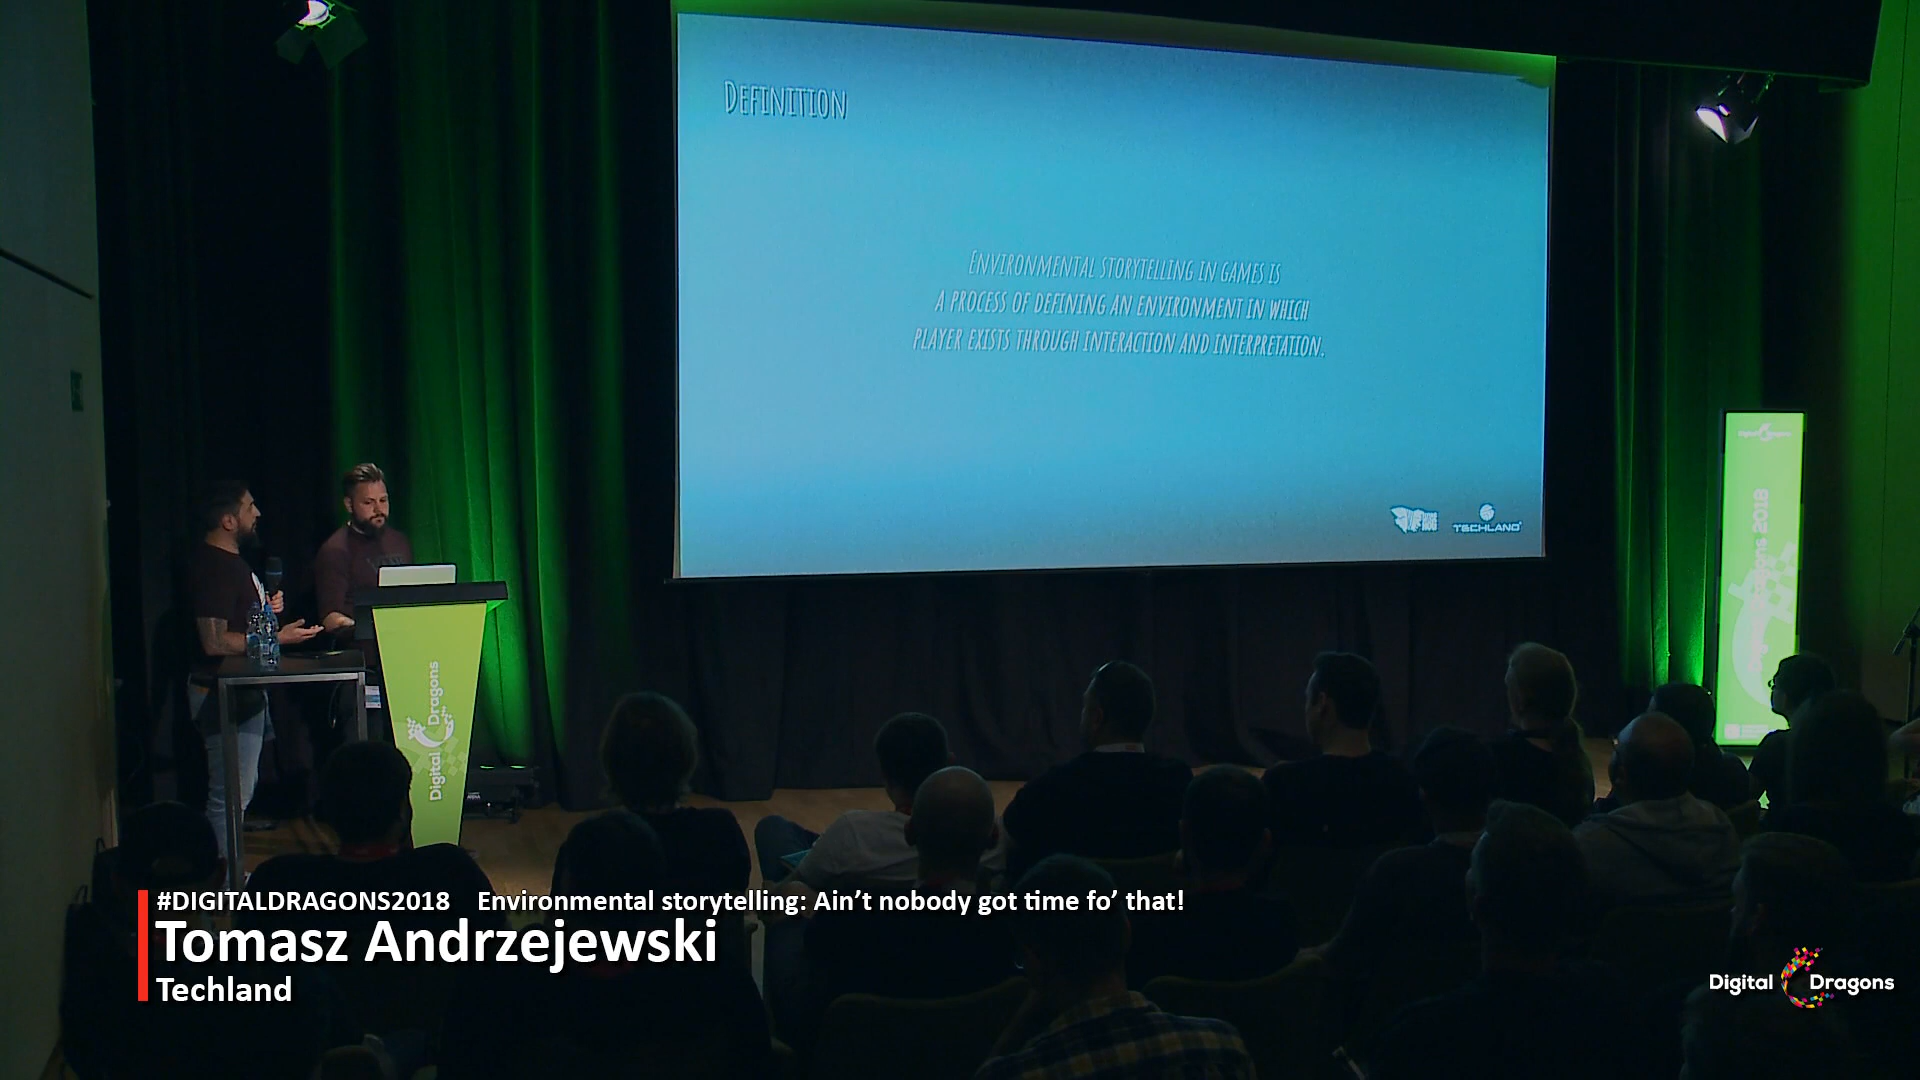 DEFINITION
ENVIRONMENTAL STORYTELLING IN GAMES IS
A PROCESS OF DEFINING AN ENVIRONMENT IN WHICH
PLAYER EXISTS THROUGH INTERACTION AND INTERPRETATION.
TECHLAND
Digital Dragons
Digital Dragons
Dragons 2018
#DIGITALDRAGONS2018 Environmental storytelling: Ain't nobody got time fo' that!
Tomasz Andrzejewski
Techland
Digital Dragons